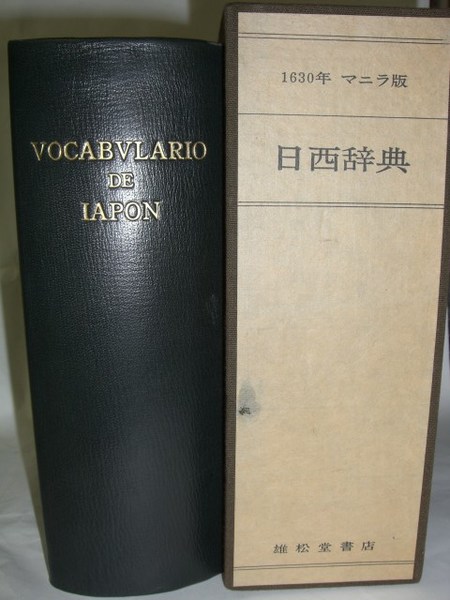 VOCABVLARIO
DE
IAPON
1630年 マニラ版
日西辞典
雄松堂書店